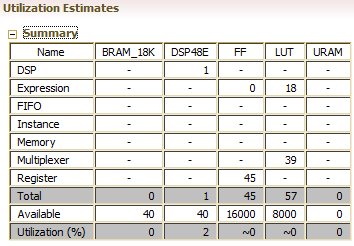 Utilization Estimates
Summary
Name BRAM_18K DSP48E FF LUT URAM
DSP - 1 - - -
Expression - - 0 18 -
FIFO - - - - -
Instance - - - - -
Memory - - - - -
Multiplexer - - - 39 -
Register - - 45 - -
Total 0 1 45 57 0
Available 40 40 16000 8000 0
Utilization (%) 0 2 ~0 ~0 0